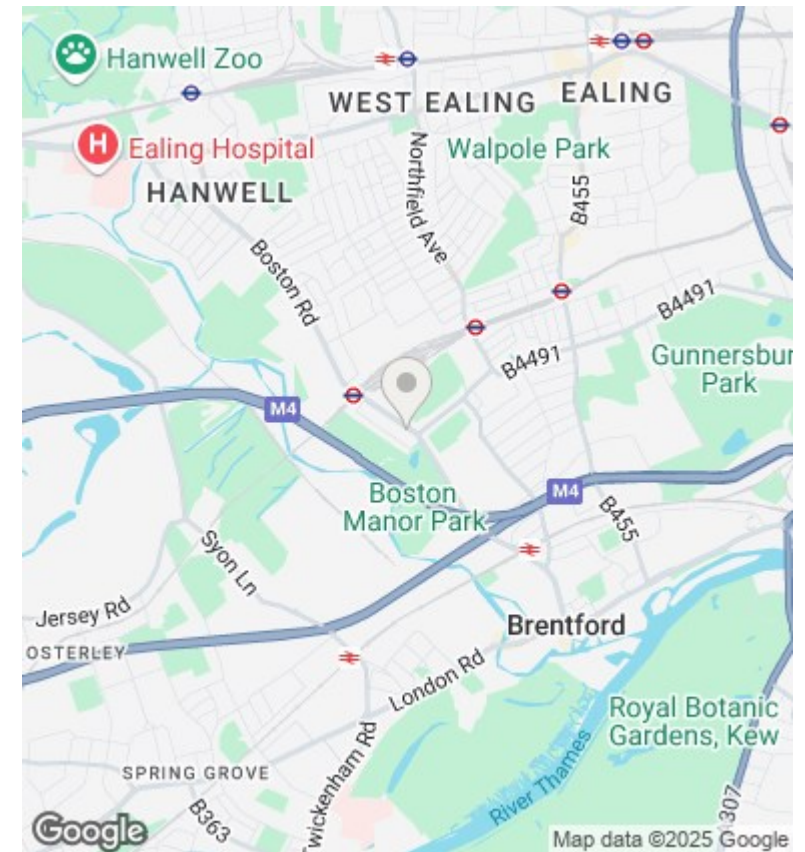 Hanwell Zoo
WEST EALING
EALING
H
Ealing Hospital
Walpole Park
HANWELL
Northfield Ave
B455
Boston Rd
B4491
B4491
Gunnersbur
Park
M4
Boston
Manor Park
M4
B455
Syon Ln
Jersey Rd
OSTERLEY
Brentford
London Rd
Royal Botanic
Gardens, Kew
SPRING GROVE
Twickenham Rd
River Thames
B363
307
Google
Map data ©2025 Google